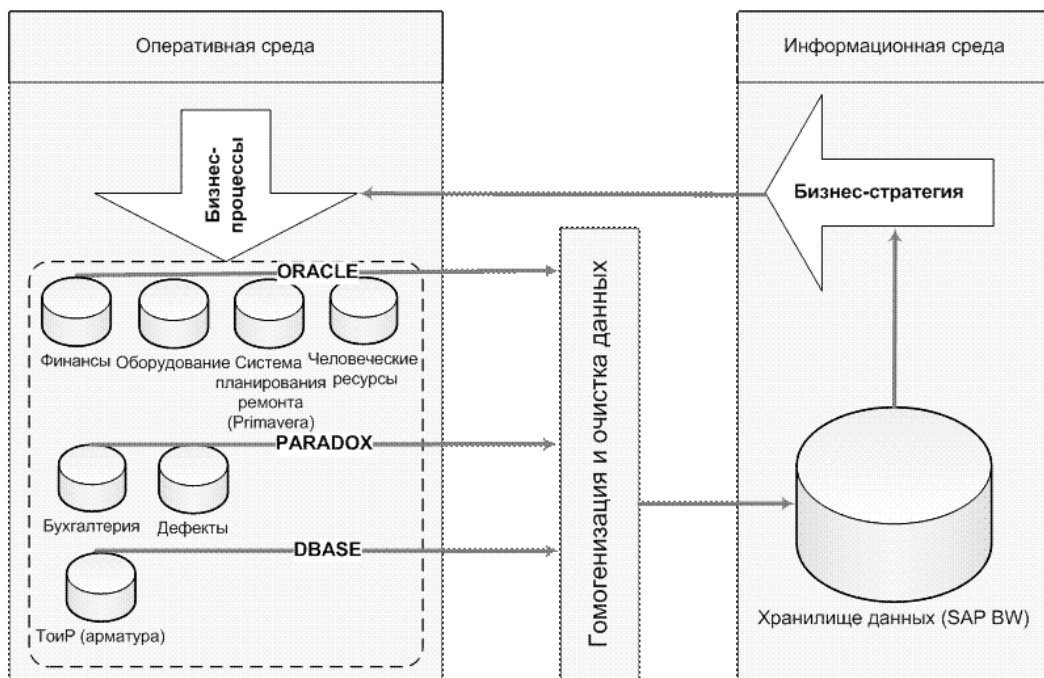 Оперативная среда
Информационная среда
Бизнес-
процессы
Бизнес-стратегия
ORACLE
Финансы
Оборудование
Система
планирования
ремонта
(Primavera)
Человеческие
ресурсы
PARADOX
Бухгалтерия
Дефекты
DBASE
ТоиР (арматура)
Гомогенизация и очистка данных
Хранилище данных (SAP BW)